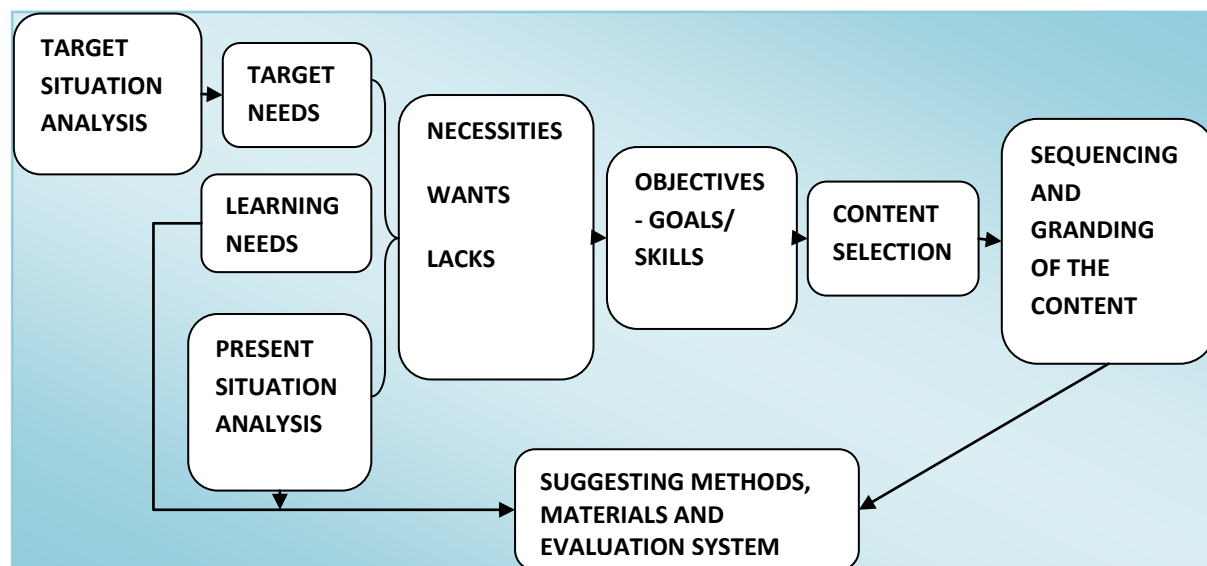 TARGET
SITUATION
ANALYSIS
TARGET
NEEDS
LEARNING
NEEDS
PRESENT
SITUATION
ANALYSIS
NECESSITIES
WANTS
LACKS
OBJECTIVES
- GOALS/
SKILLS
CONTENT
SELECTION
SEQUENCING
AND
GRANDING
OF THE
CONTENT
SUGGESTING METHODS,
MATERIALS AND
EVALUATION SYSTEM